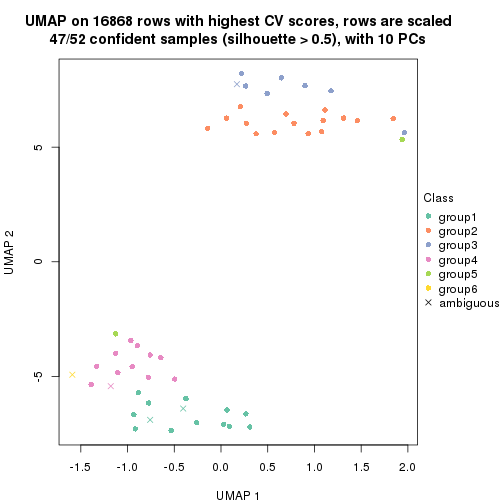 UMAP on 16868 rows with highest CV scores, rows are scaled
47/52 confident samples (silhouette > 0.5), with 10 PCs
5
0
-5
UMAP 2
-1.5
-1.0
-0.5
0.0
0.5
1.0
1.5
2.0
UMAP 1
Class
group1
group2
group3
group4
group5
group6
ambiguous